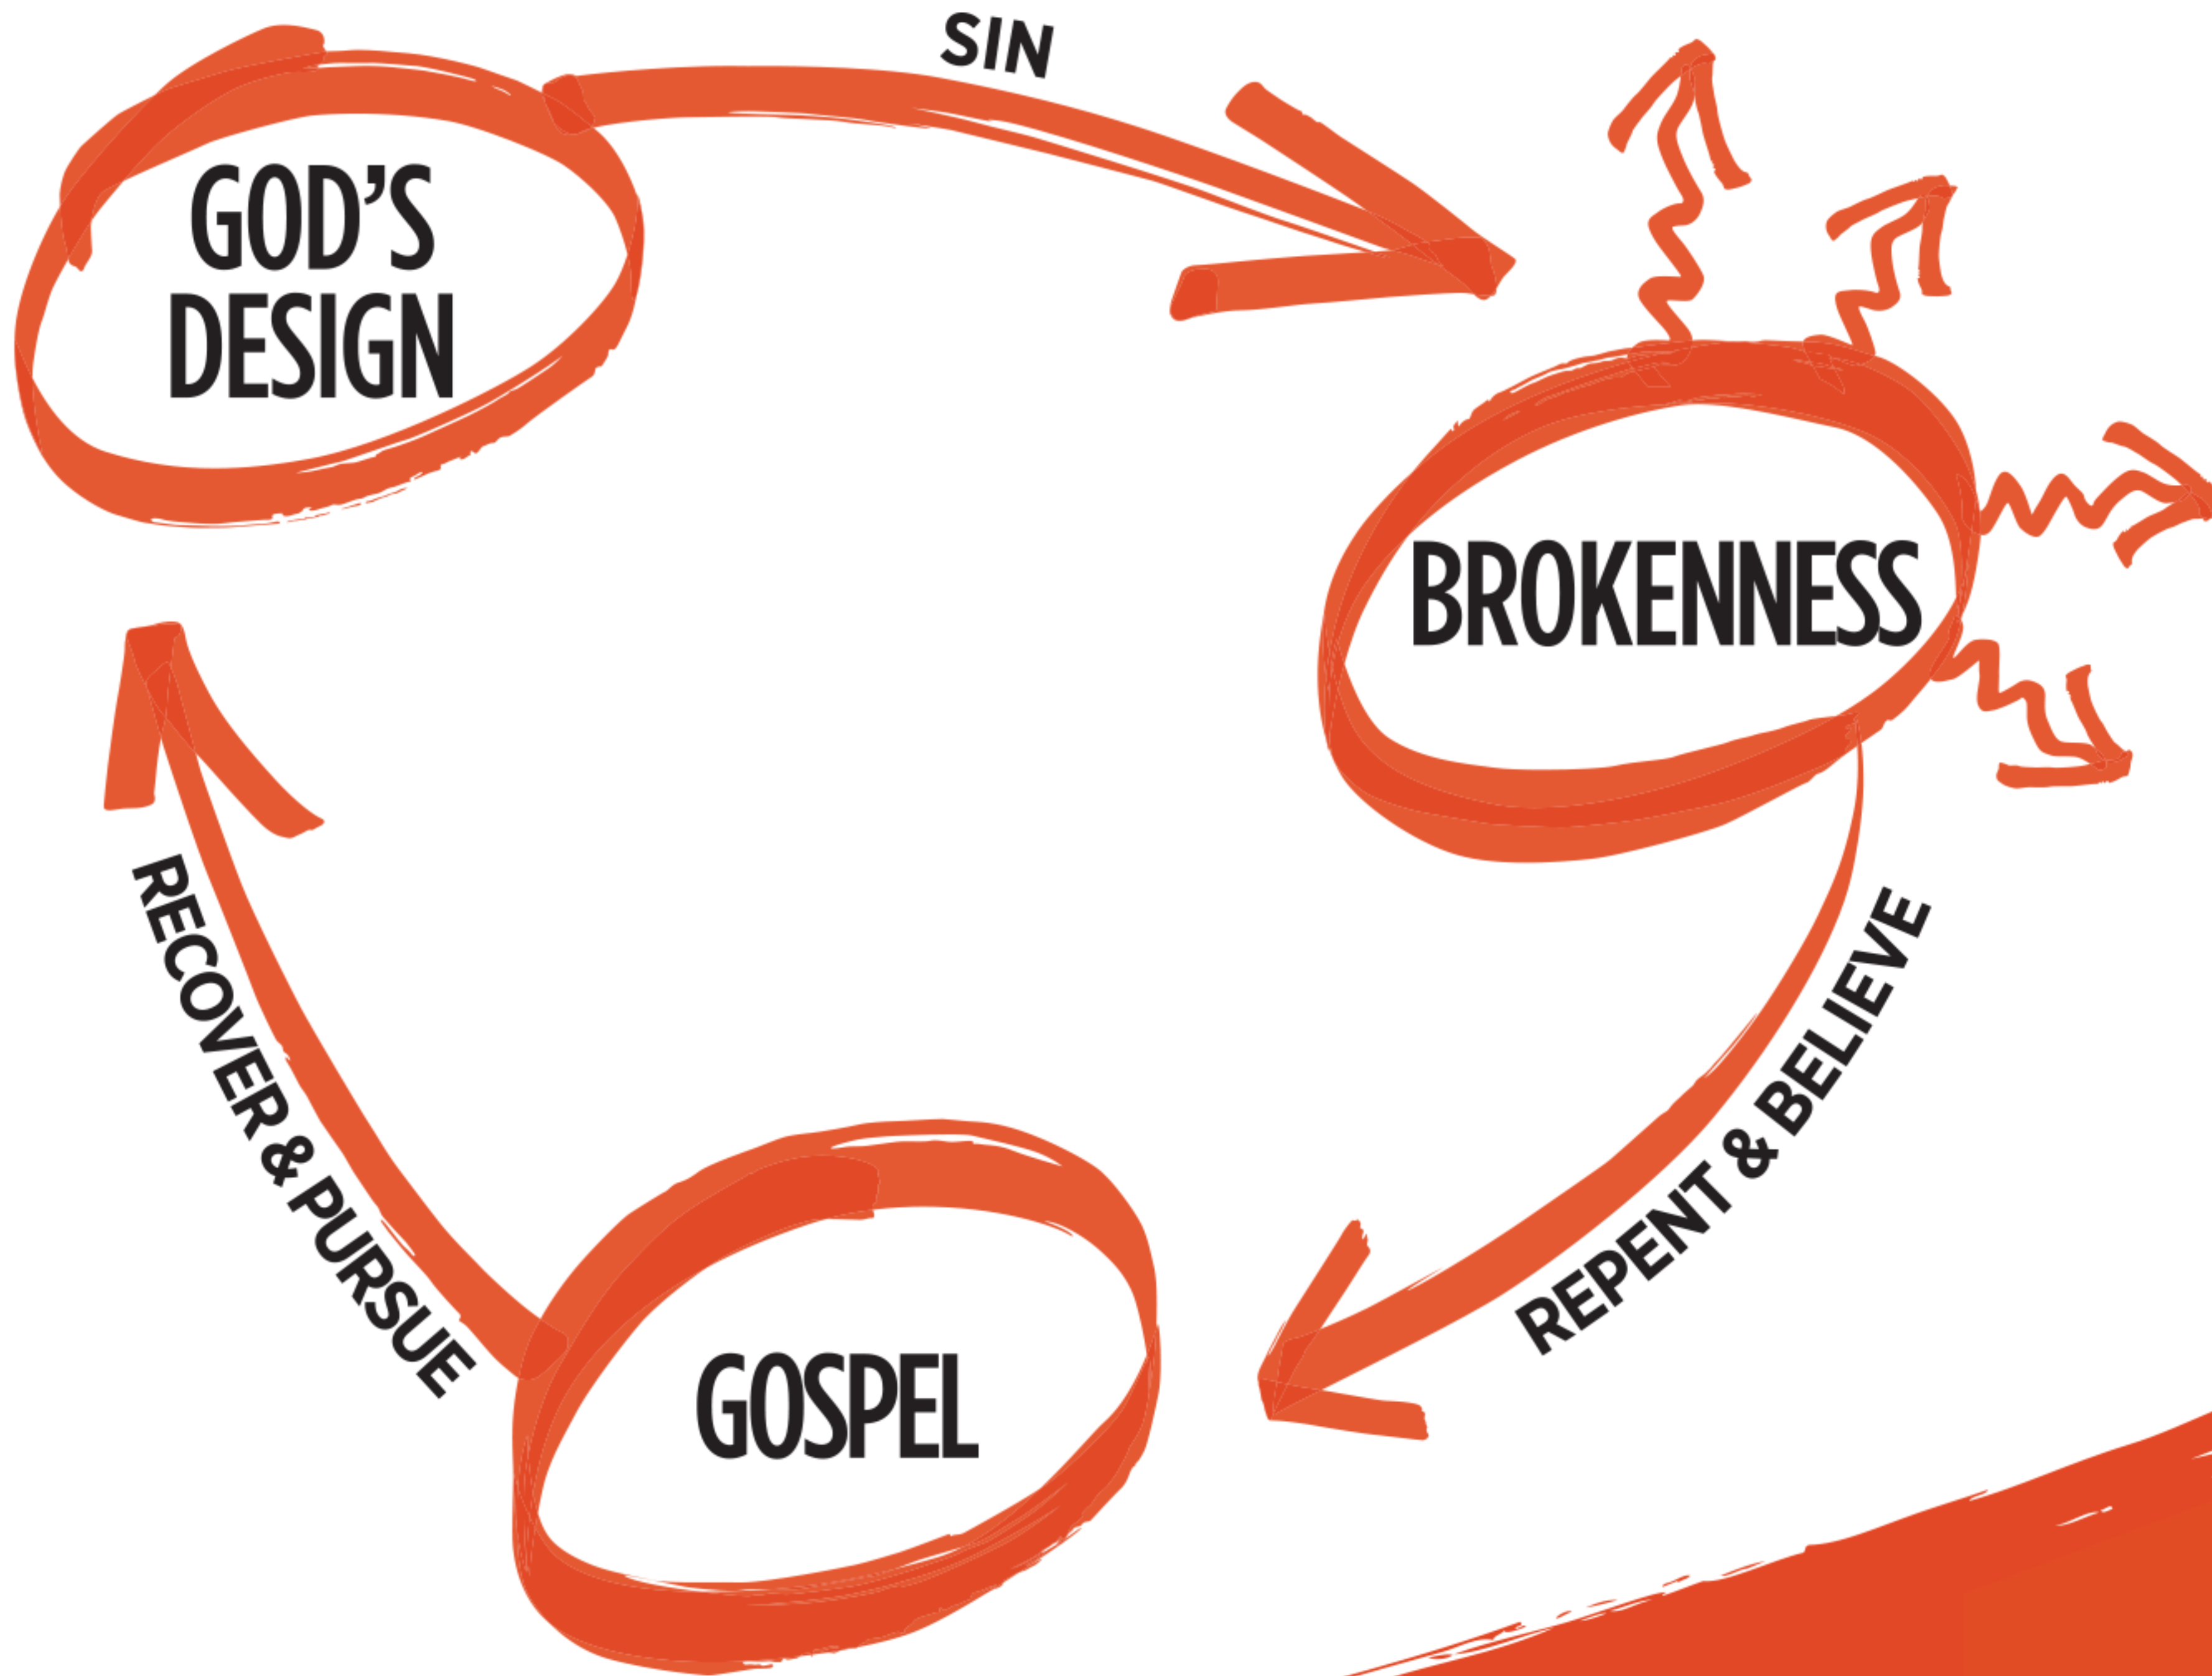 SIN
GOD'S
DESIGN
BROKENNESS
RECOVER & PURSUE
REPENT & BELIEVE
GOSPEL